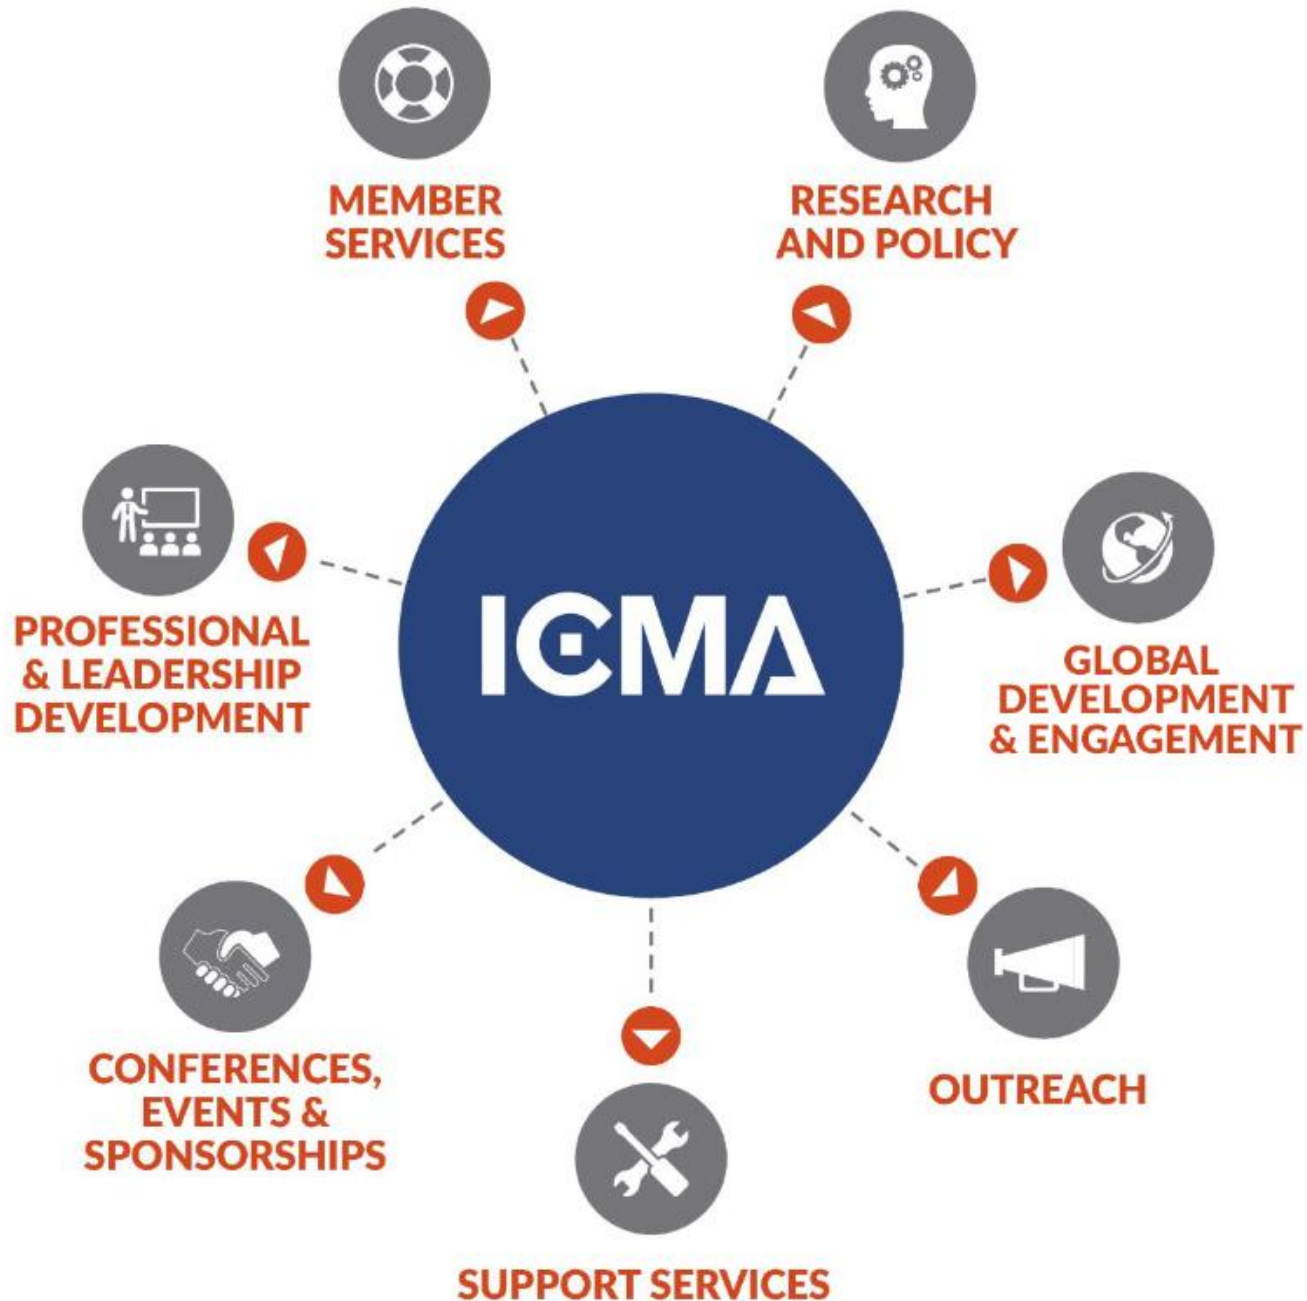 MEMBER
SERVICES
RESEARCH
AND POLICY
PROFESSIONAL
& LEADERSHIP
DEVELOPMENT
ICMA
GLOBAL
DEVELOPMENT
& ENGAGEMENT
CONFERENCES,
EVENTS &
SPONSORSHIPS
OUTREACH
SUPPORT SERVICES